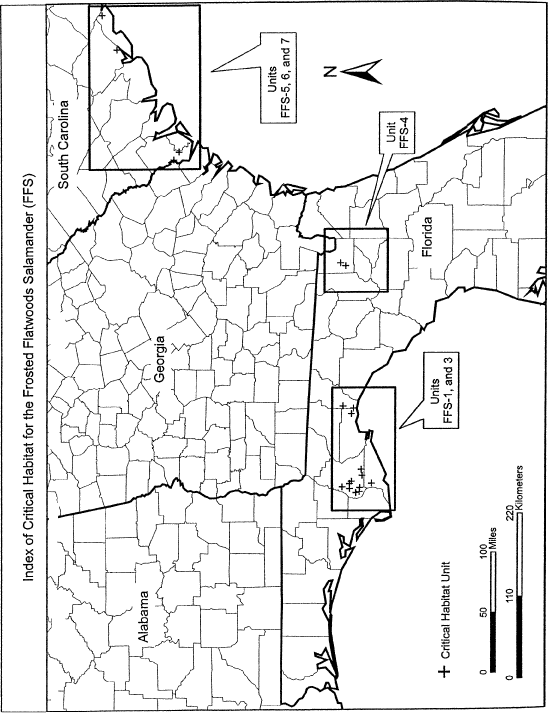 Index of Critical Habitat for the Frosted Flatwoods Salamander (FFS)
South Carolina
Units
FFS-5, 6, and 7
N
Georgia
Unit
FFS-4
Florida
Alabama
Units
FFS-1, and 3
+ Critical Habitat Unit
0 50 100
Miles
0 110 220
Kilometers